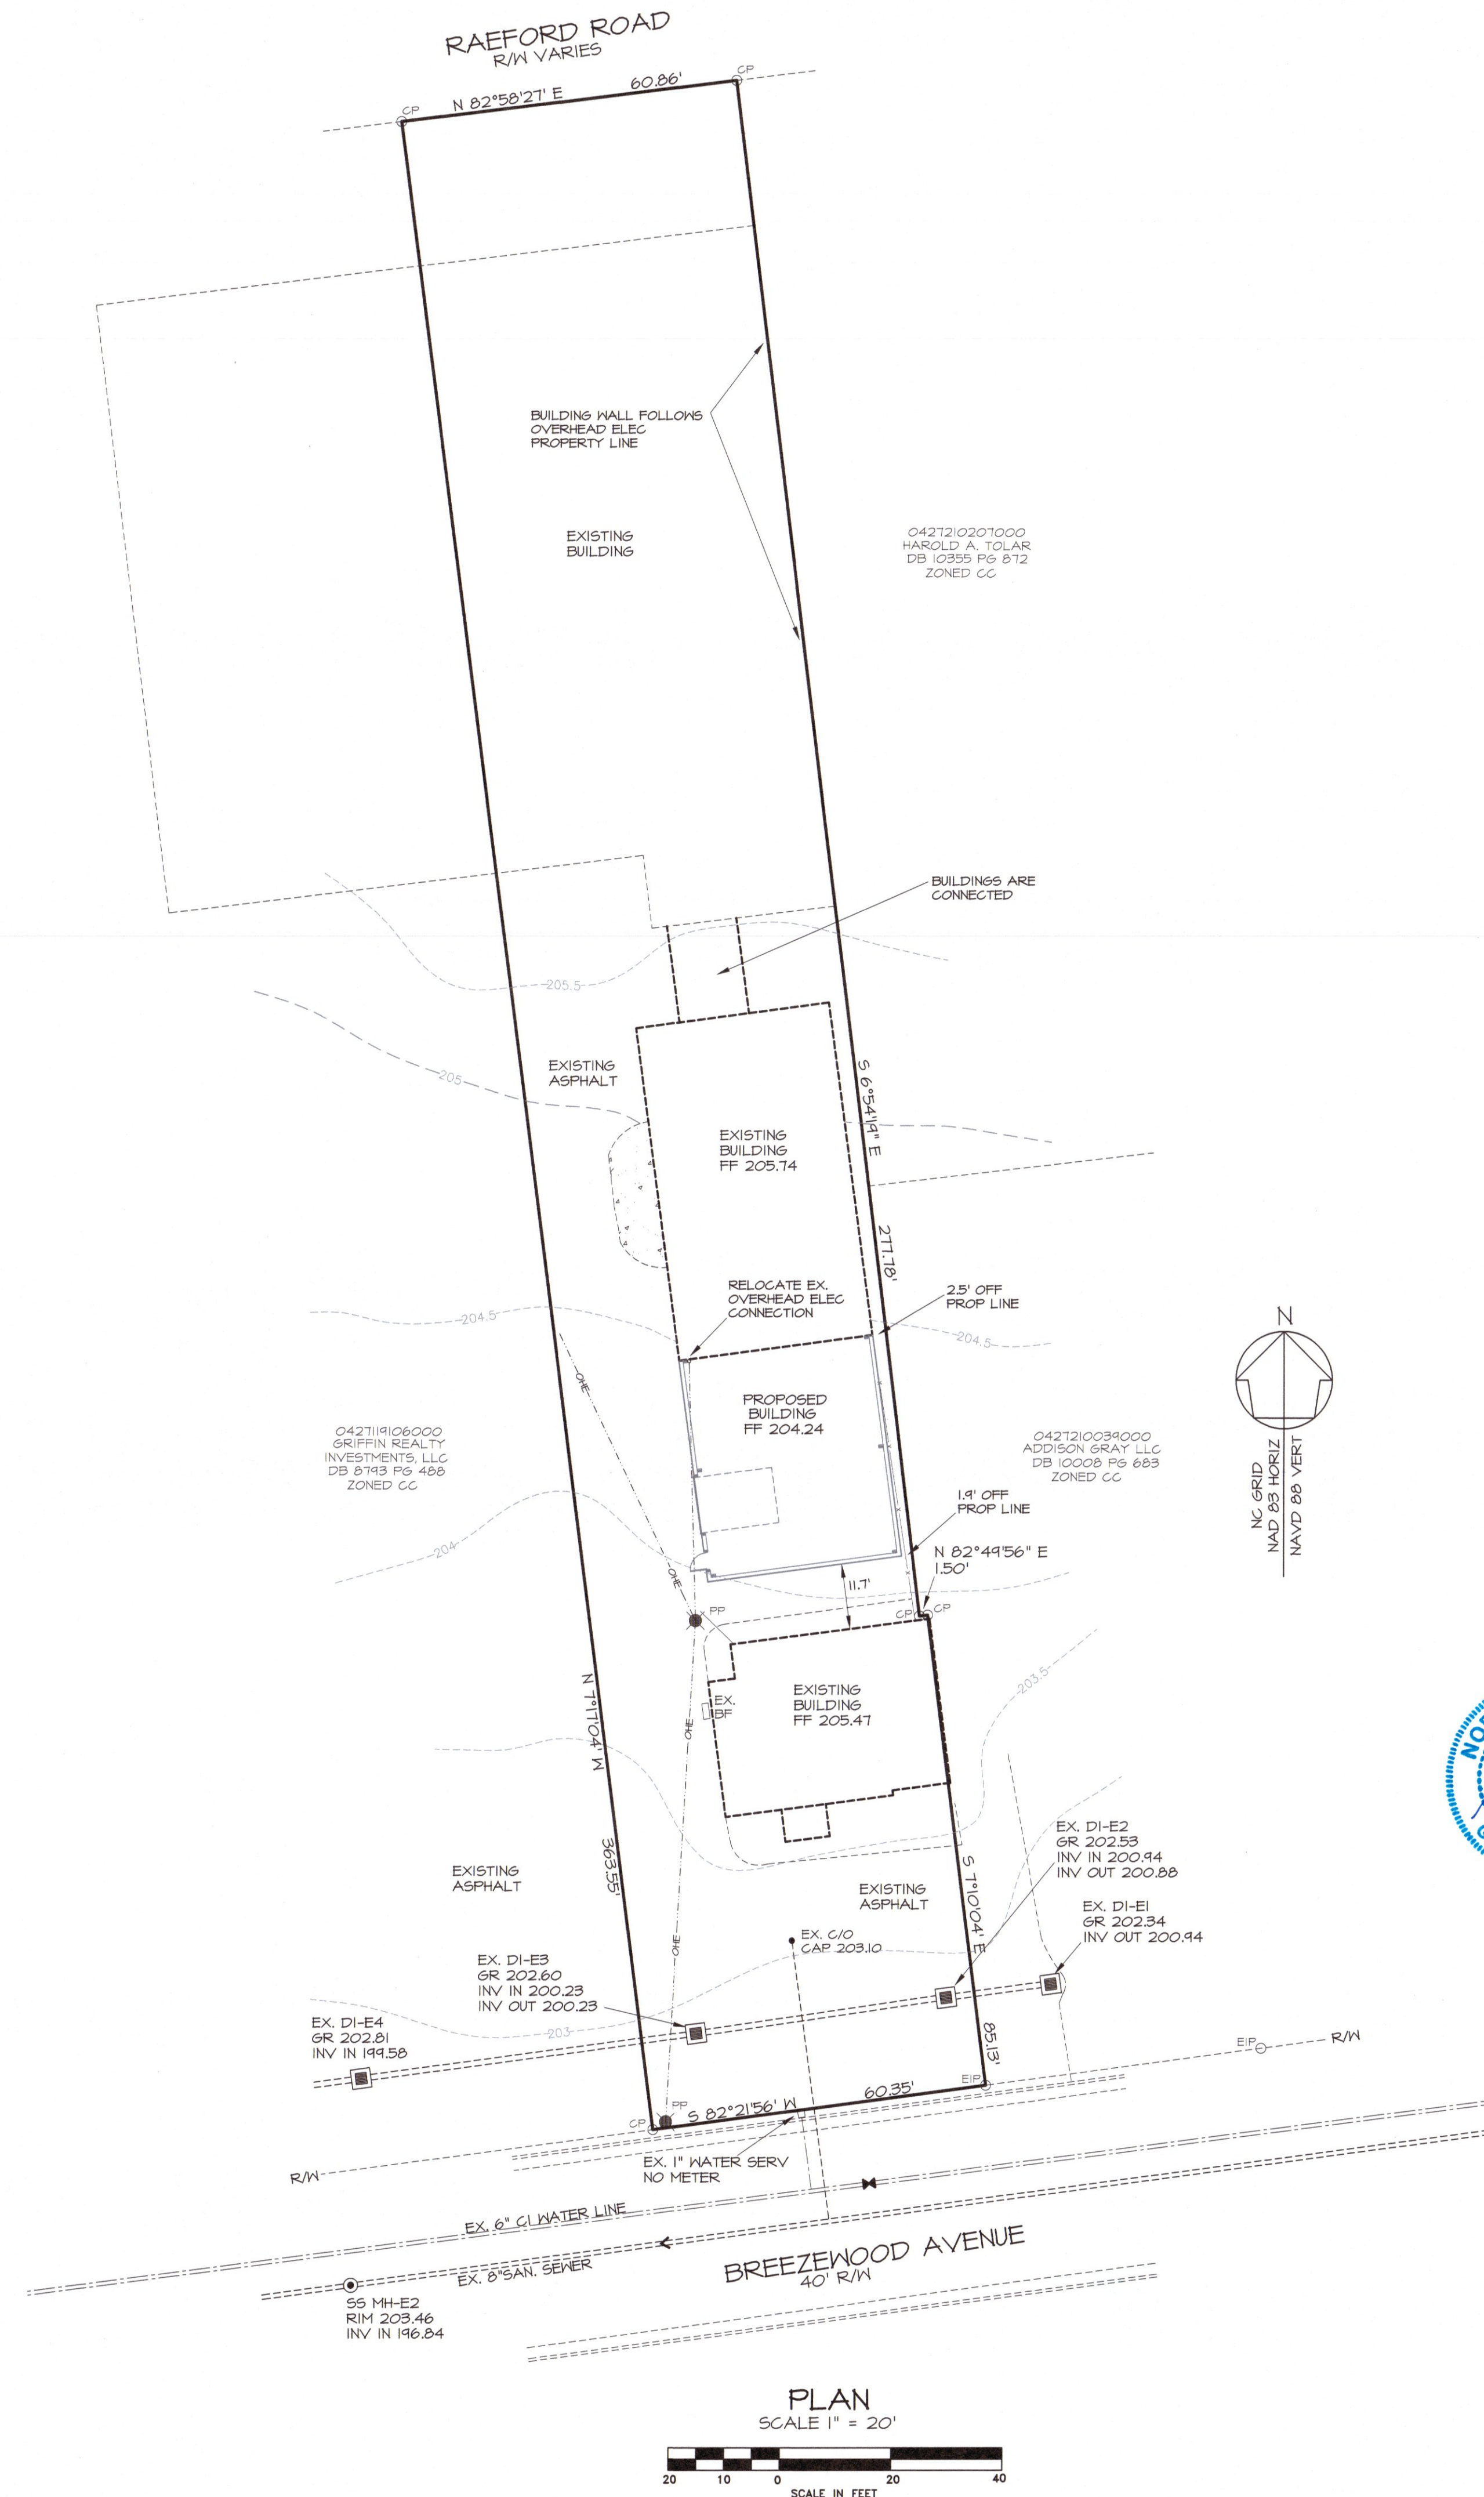 RAEFORD ROAD
R/W VARIES
CP
N 82°58'27" E
60.86'
CP
BUILDING WALL FOLLOWS
OVERHEAD ELEC
PROPERTY LINE
EXISTING
BUILDING
0427210207000
HAROLD A. TOLAR
DB 10355 PG 872
ZONED CC
BUILDINGS ARE
CONNECTED
205.5
205
EXISTING
ASPHALT
S 6°54'19" E
277.78'
EXISTING
BUILDING
FF 205.74
RELOCATE EX.
OVERHEAD ELEC
CONNECTION
2.5' OFF
PROP LINE
204.5
204.5
OHE
PROPOSED
BUILDING
FF 204.24
0427119106000
GRIFFIN REALTY
INVESTMENTS, LLC
DB 8793 PG 488
ZONED CC
0427210039000
ADDISON GRAY LLC
DB 10008 PG 683
ZONED CC
N
NC GRID
NAD 83 HORIZ
NAVD 88 VERT
1.9' OFF
PROP LINE
204
N 82°49'56" E
1.50'
OHE
11.7'
PP
CP
CP
N 7°17'04" W
363.55'
EX.
BF
EXISTING
BUILDING
FF 205.47
203.5
OHE
EXISTING
ASPHALT
EXISTING
ASPHALT
S 7°10'04" E
85.13'
EX. DI-E2
GR 202.53
INV IN 200.94
INV OUT 200.88
EX. DI-E1
GR 202.34
INV OUT 200.94
EX. C/O
CAP 203.10
OHE
EX. DI-E3
GR 202.60
INV IN 200.23
INV OUT 200.23
203
EX. DI-E4
GR 202.81
INV IN 199.58
EIP
R/W
EIP
PP
CP
S 82°21'56" W
60.35'
R/W
EX. 1" WATER SERV
NO METER
EX. 6" CI WATER LINE
EX. 8"SAN. SEWER
BREEZEWOOD AVENUE
40' R/W
SS MH-E2
RIM 203.46
INV IN 196.84
PLAN
SCALE 1" = 20'
20 10 0 20 40
SCALE IN FEET